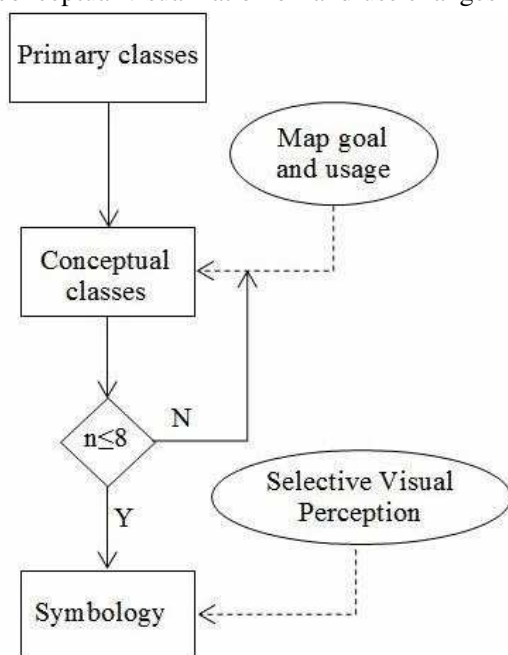 Primary classes
Map goal
and usage
Conceptual
classes
N
n≤8
Selective Visual
Perception
Y
Symbology